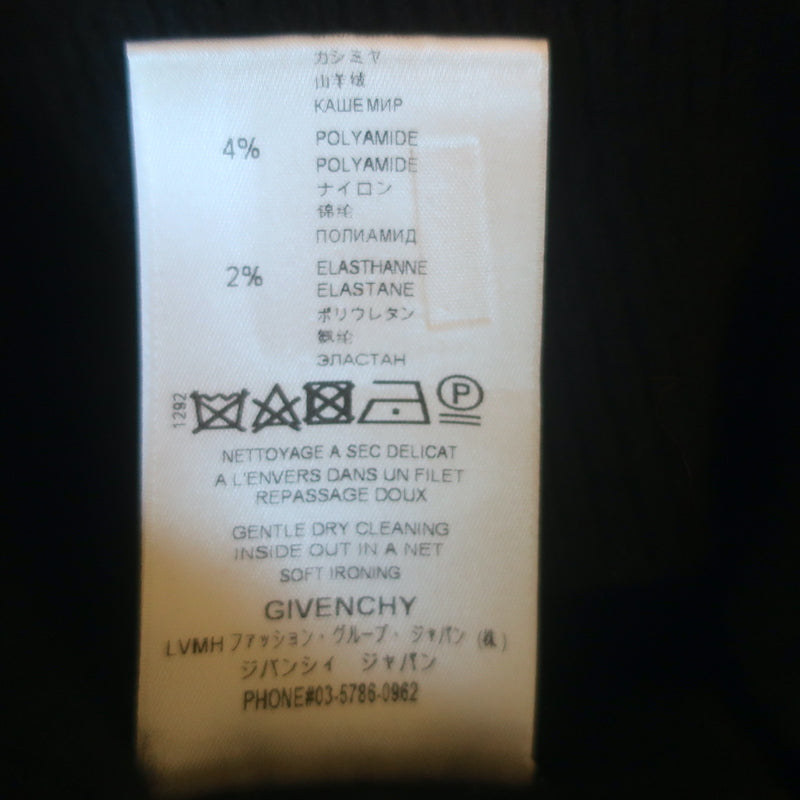 カシミヤ
山羊绒
КАШЕМИР
4% POLYAMIDE
POLYAMIDE
ナイロン
锦纶
ПОЛИАМИД
2% ELASTHANNE
ELASTANE
ポリウレタン
氨纶
ЭЛАСТАН
1292
P
NETTOYAGE A SEC DELICAT
A L'ENVERS DANS UN FILET
REPASSAGE DOUX
GENTLE DRY CLEANING
INSIDE OUT IN A NET
SOFT IRONING
GIVENCHY
LVMH ファッション・グループ・ ジャパン (株)
ジバンシィ ジャパン
PHONE#03-5786-0962